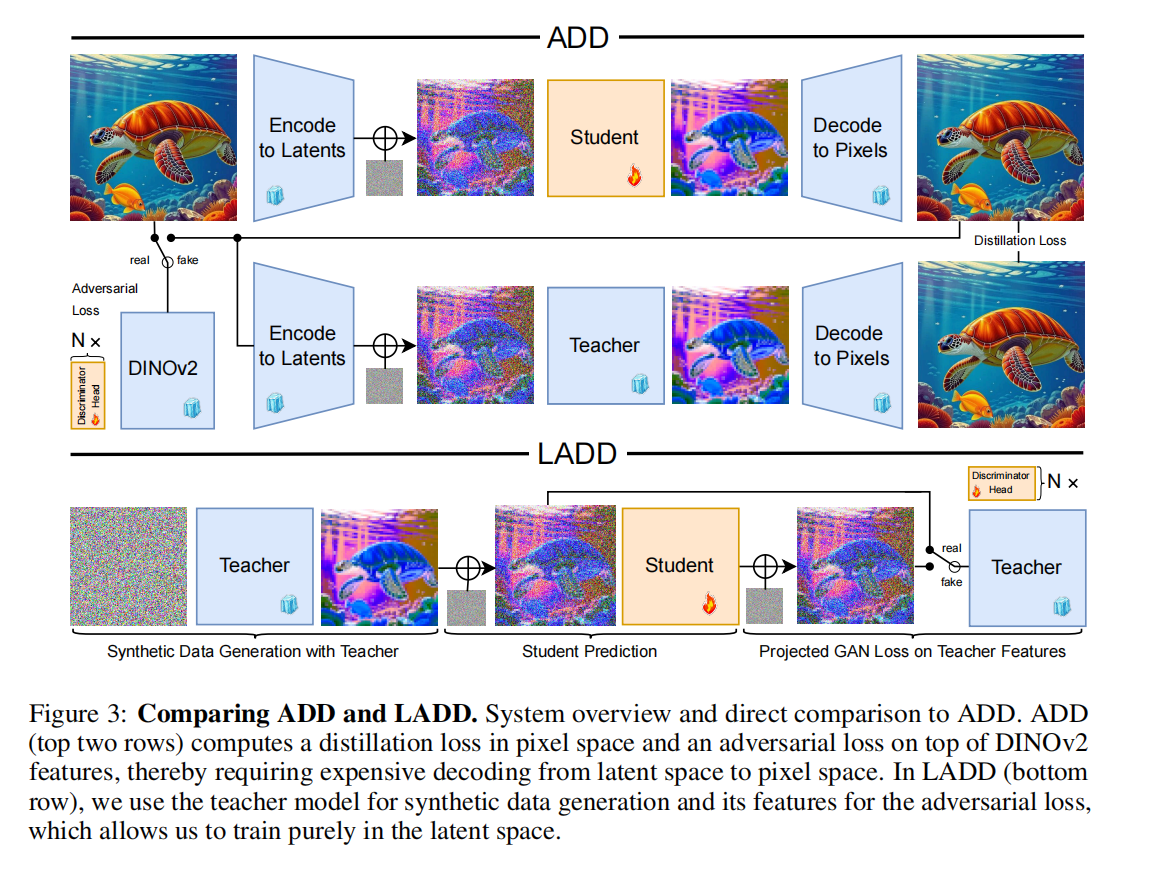 ADD
Encode
to Latents
Student
Decode
to Pixels
Distillation Loss
real
fake
Adversarial
Loss
N ×
Discriminator
Head
DINOv2
Encode
to Latents
Teacher
Decode
to Pixels
LADD
Discriminator
Head
N ×
Teacher
Student
real
fake
Teacher
Synthetic Data Generation with Teacher
Student Prediction
Projected GAN Loss on Teacher Features
Figure 3: Comparing ADD and LADD. System overview and direct comparison to ADD. ADD
(top two rows) computes a distillation loss in pixel space and an adversarial loss on top of DINOv2
features, thereby requiring expensive decoding from latent space to pixel space. In LADD (bottom
row), we use the teacher model for synthetic data generation and its features for the adversarial loss,
which allows us to train purely in the latent space.